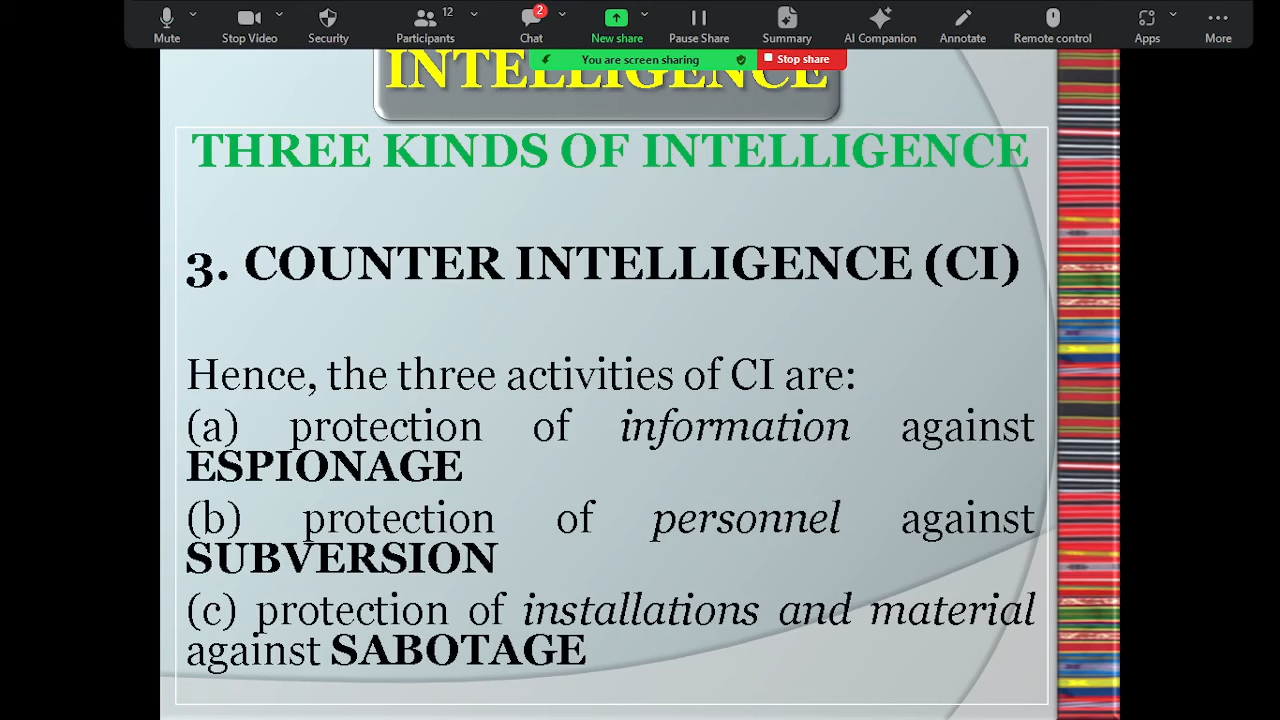 Mute Stop Video Security Participants 12 Chat 2 New share Pause Share Summary AI Companion Annotate Remote control Apps More
You are screen sharing Stop share
INTELLIGENCE
THREE KINDS OF INTELLIGENCE
3. COUNTER INTELLIGENCE (CI)
Hence, the three activities of CI are:
(a) protection of information against
ESPIONAGE
(b) protection of personnel against
SUBVERSION
(c) protection of installations and material
against SABOTAGE